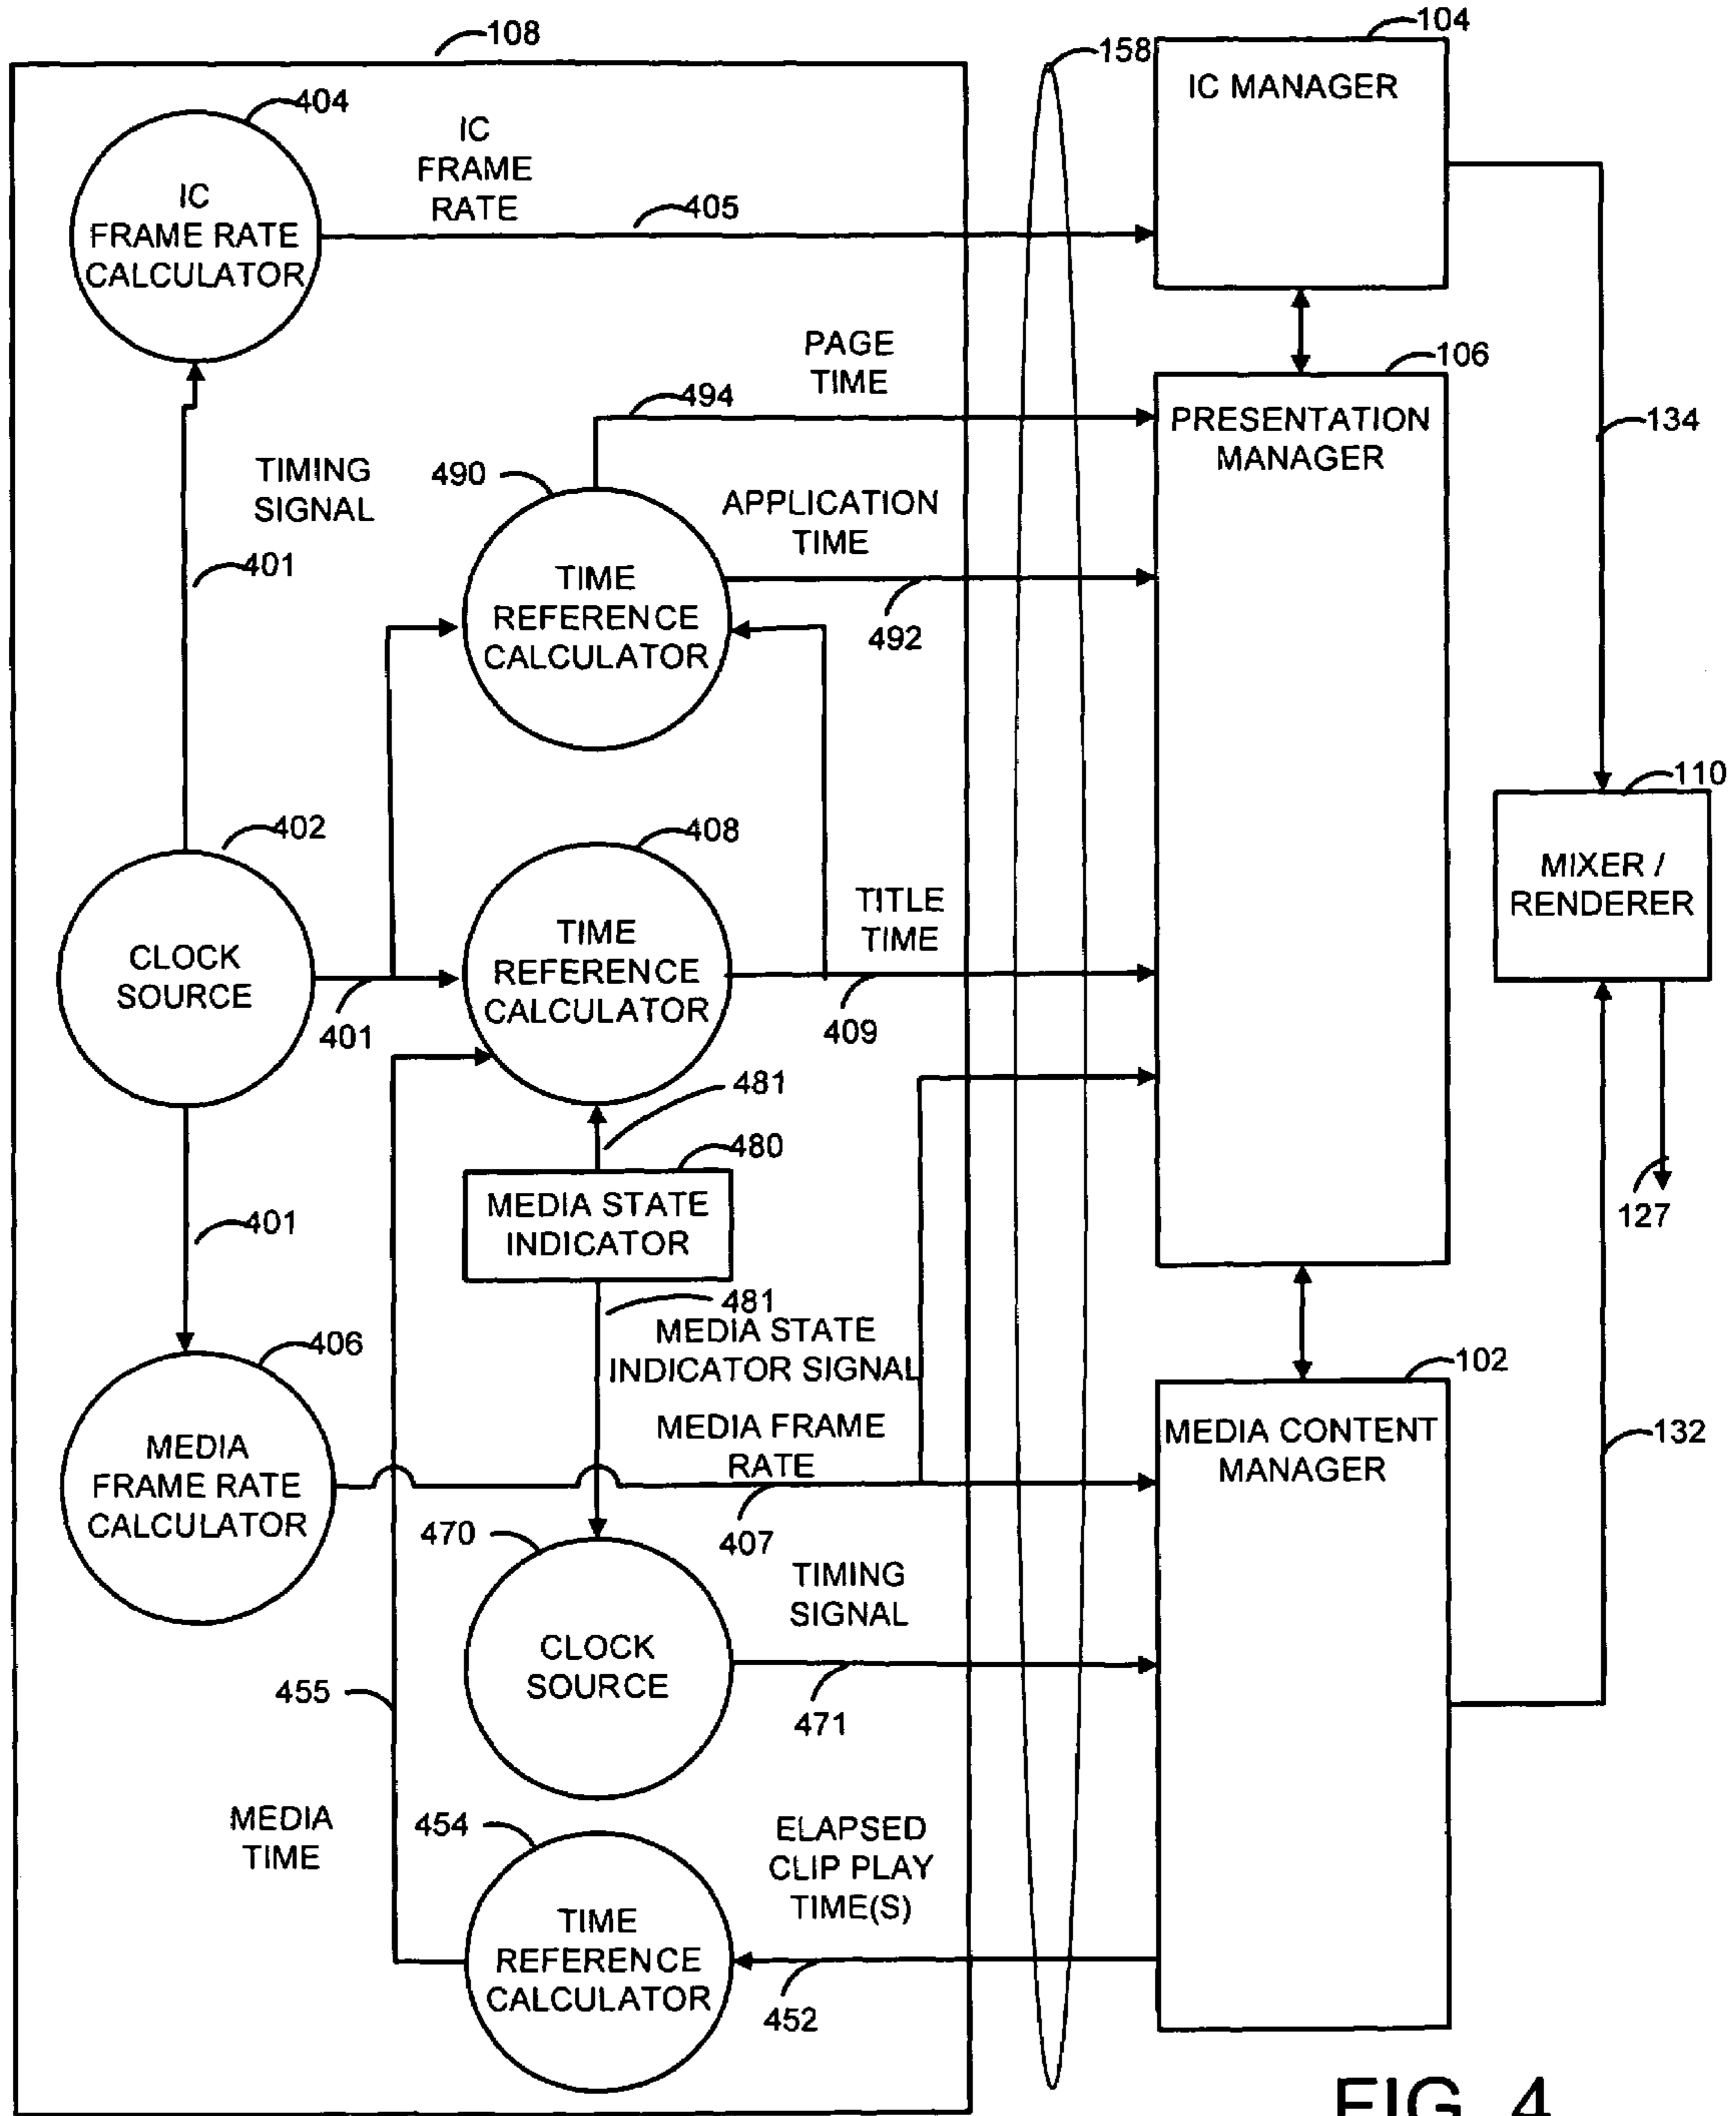 108
104
158
IC MANAGER
404
IC
FRAME
RATE
405
IC
FRAME RATE
CALCULATOR
PAGE
TIME
106
494
PRESENTATION
MANAGER
134
TIMING
SIGNAL
490
APPLICATION
TIME
401
TIME
REFERENCE
CALCULATOR
492
110
402
408
MIXER /
RENDERER
TITLE
TIME
CLOCK
SOURCE
TIME
REFERENCE
CALCULATOR
401
409
481
480
MEDIA STATE
INDICATOR
127
401
481
MEDIA STATE
INDICATOR SIGNAL
406
102
MEDIA FRAME
RATE
MEDIA CONTENT
MANAGER
132
MEDIA
FRAME RATE
CALCULATOR
470
407
TIMING
SIGNAL
CLOCK
SOURCE
455
471
MEDIA
TIME
454
ELAPSED
CLIP PLAY
TIME(S)
TIME
REFERENCE
CALCULATOR
452
FIG. 4